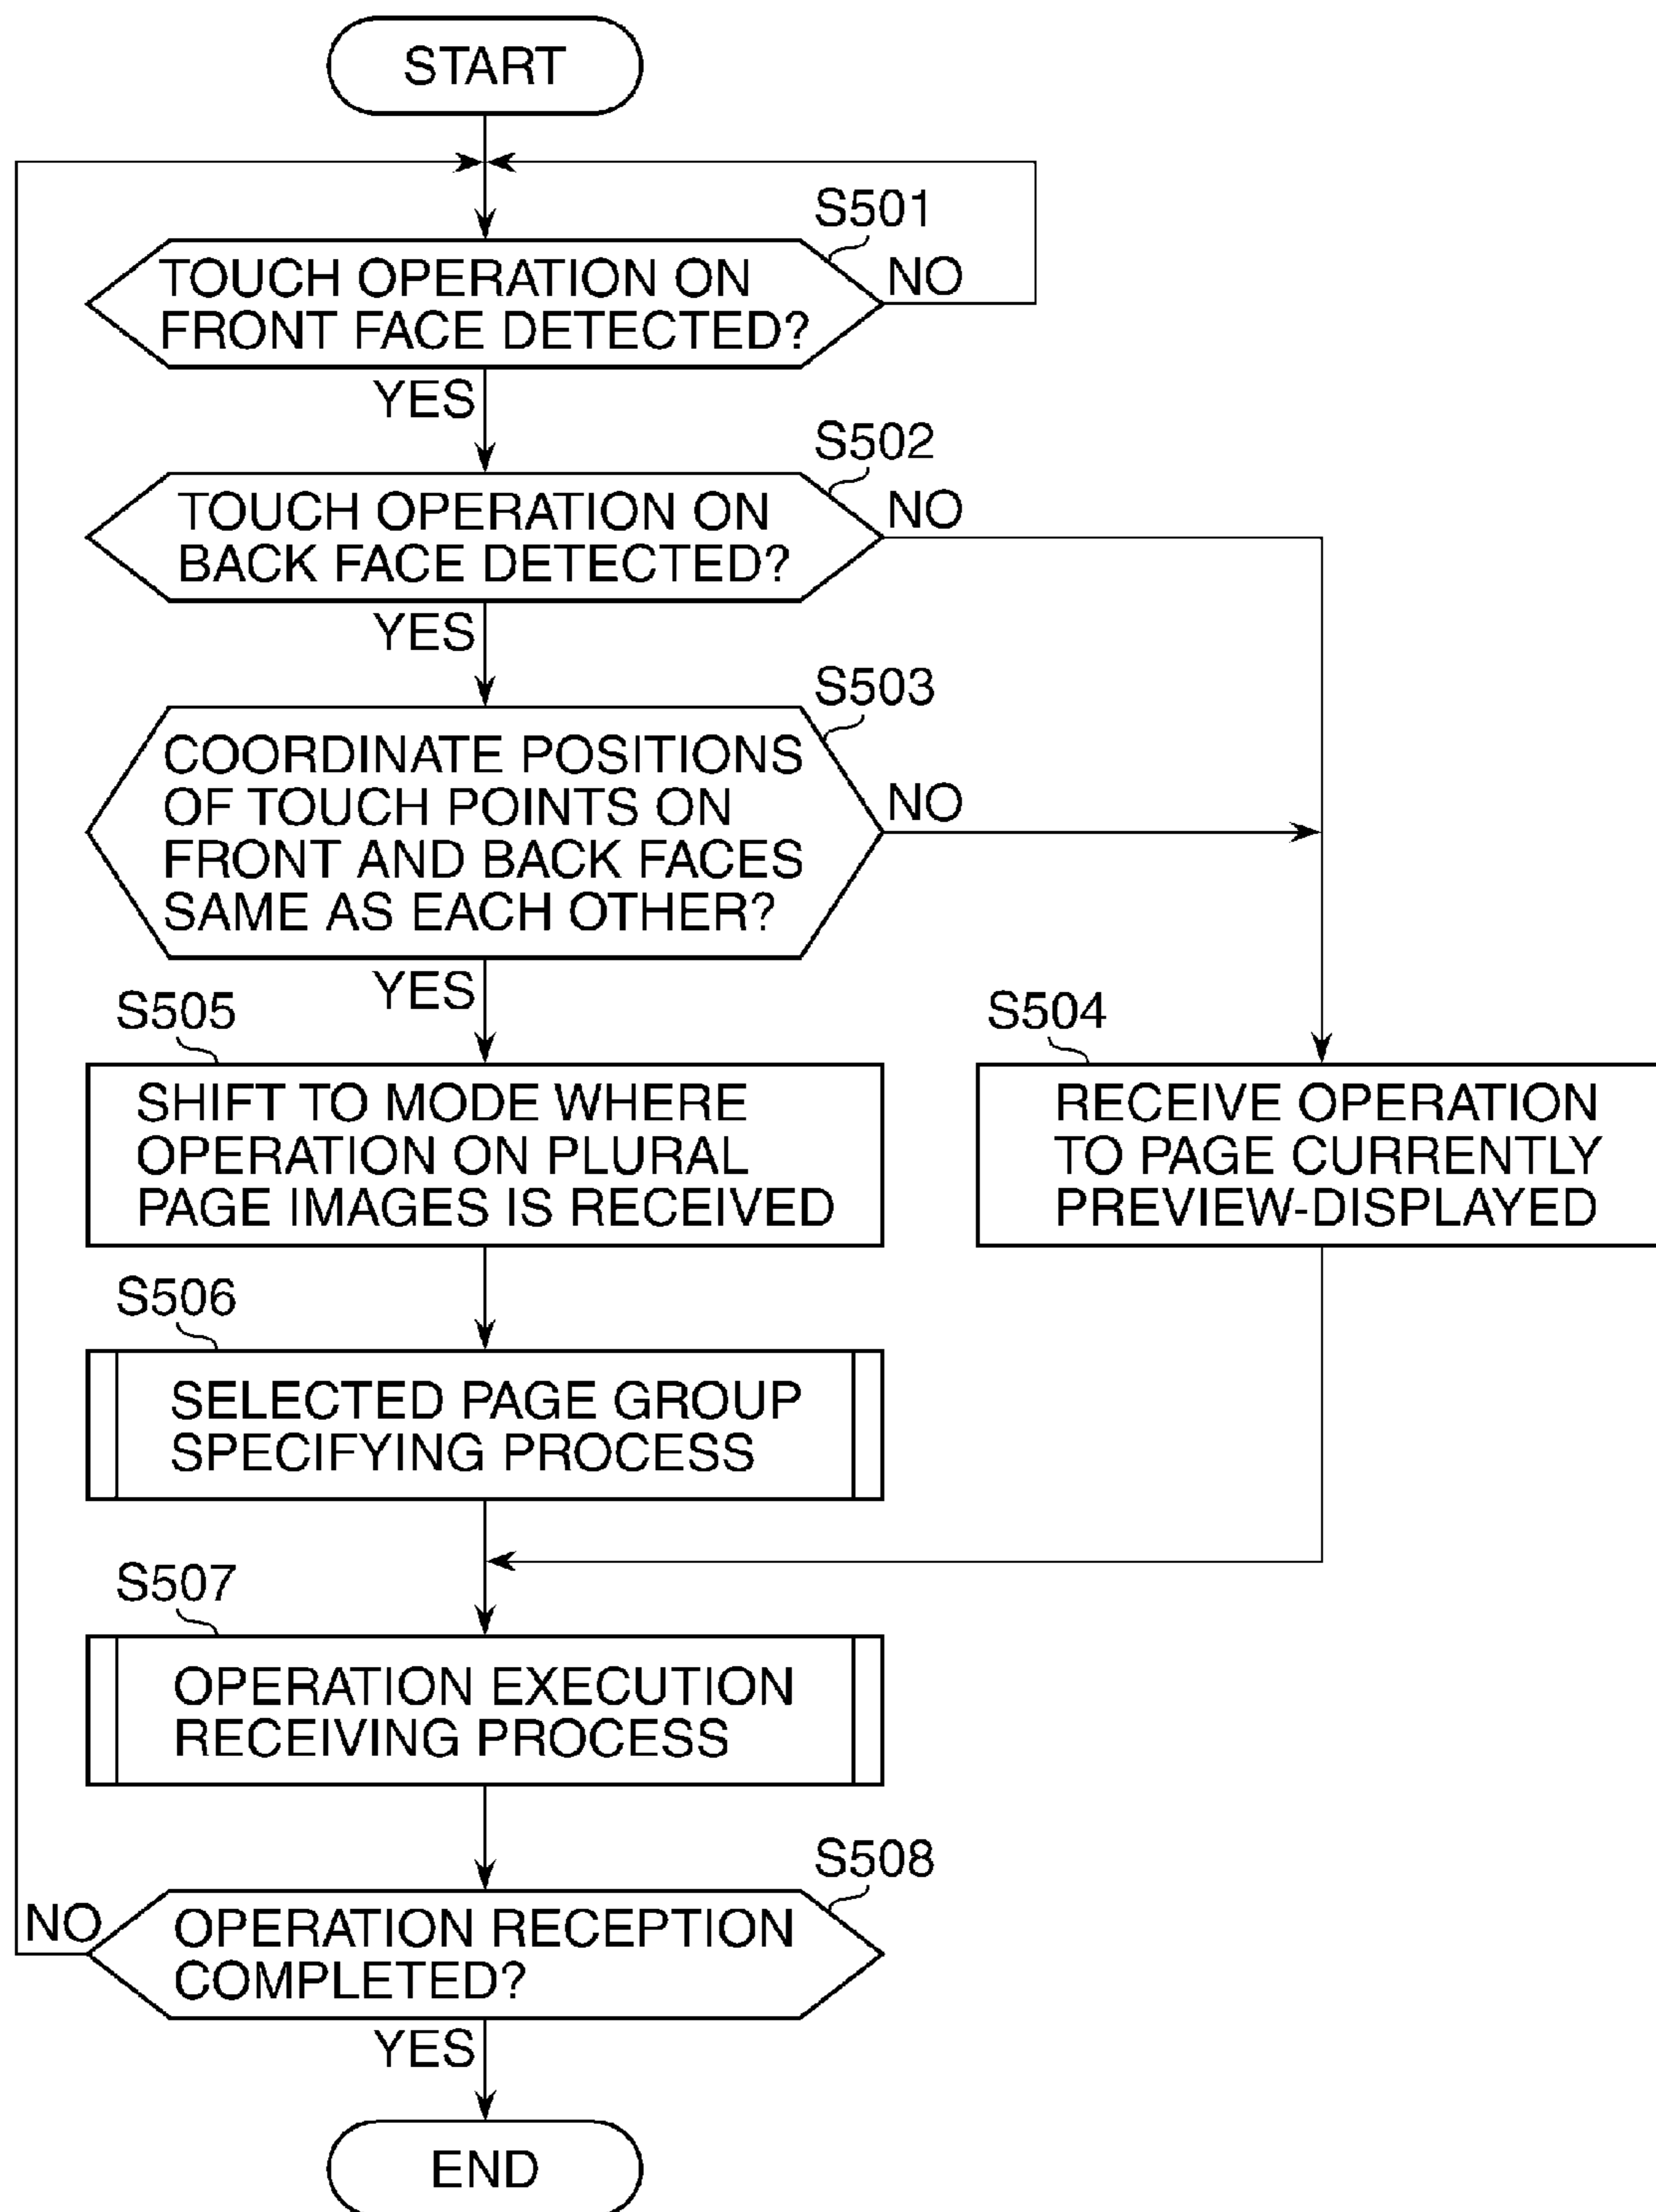 START
S501
TOUCH OPERATION ON
FRONT FACE DETECTED?
NO
YES
S502
TOUCH OPERATION ON
BACK FACE DETECTED?
NO
YES
S503
COORDINATE POSITIONS
OF TOUCH POINTS ON
FRONT AND BACK FACES
SAME AS EACH OTHER?
NO
YES
S505
SHIFT TO MODE WHERE
OPERATION ON PLURAL
PAGE IMAGES IS RECEIVED
S504
RECEIVE OPERATION
TO PAGE CURRENTLY
PREVIEW-DISPLAYED
S506
SELECTED PAGE GROUP
SPECIFYING PROCESS
S507
OPERATION EXECUTION
RECEIVING PROCESS
S508
NO
OPERATION RECEPTION
COMPLETED?
YES
END